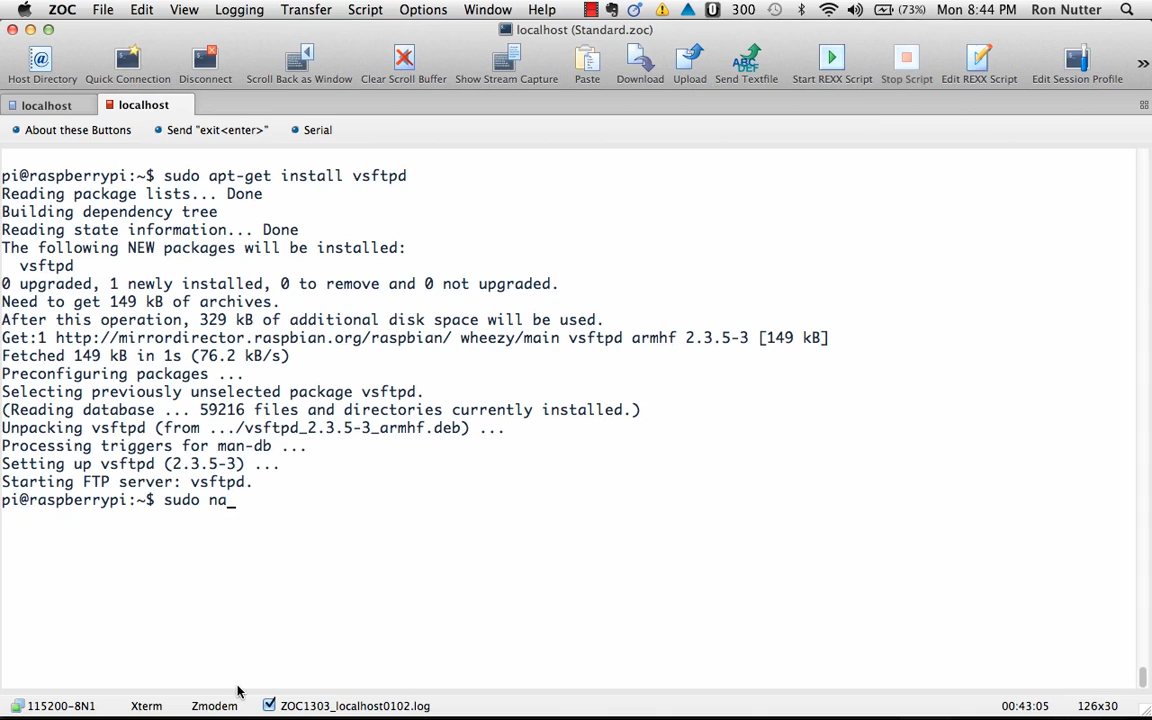 ZOC File Edit View Logging Transfer Script Options Window Help 300 (73%) Mon 8:44 PM Ron Nutter
localhost (Standard.zoc)
Host Directory Quick Connection Disconnect Scroll Back as Window Clear Scroll Buffer Show Stream Capture Paste Download Upload Send Textfile Start REXX Script Stop Script Edit REXX Script Edit Session Profile
localhost localhost
About these Buttons Send "exit<enter>" Serial
pi@raspberrypi:~$ sudo apt-get install vsftpd
Reading package lists... Done
Building dependency tree
Reading state information... Done
The following NEW packages will be installed:
vsftpd
0 upgraded, 1 newly installed, 0 to remove and 0 not upgraded.
Need to get 149 kB of archives.
After this operation, 329 kB of additional disk space will be used.
Get:1 http://mirrordirector.raspbian.org/raspbian/ wheezy/main vsftpd armhf 2.3.5-3 [149 kB]
Fetched 149 kB in 1s (76.2 kB/s)
Preconfiguring packages ...
Selecting previously unselected package vsftpd.
(Reading database ... 59216 files and directories currently installed.)
Unpacking vsftpd (from .../vsftpd_2.3.5-3_armhf.deb) ...
Processing triggers for man-db ...
Setting up vsftpd (2.3.5-3) ...
Starting FTP server: vsftpd.
pi@raspberrypi:~$ sudo na_
115200-8N1 Xterm Zmodem ZOC1303_localhost0102.log 00:43:05 126x30